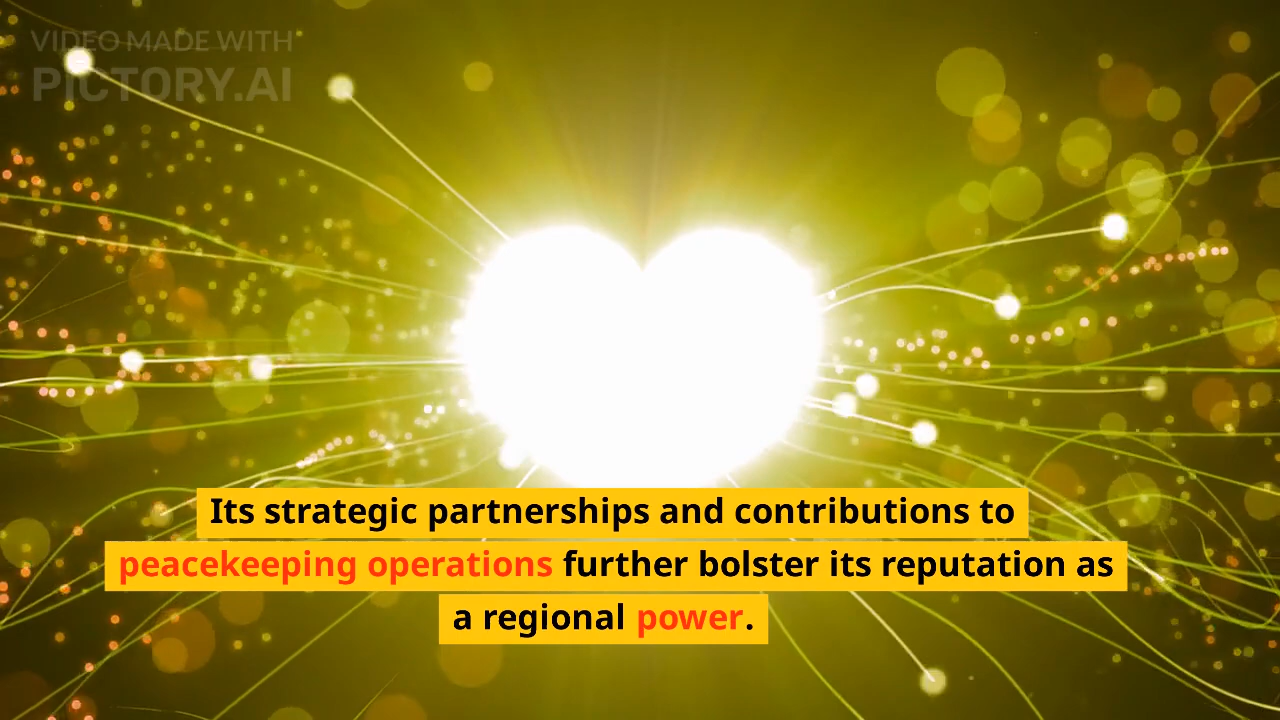 VIDEO MADE WITH
PICTORY.AI
Its strategic partnerships and contributions to
peacekeeping operations further bolster its reputation as
a regional power.